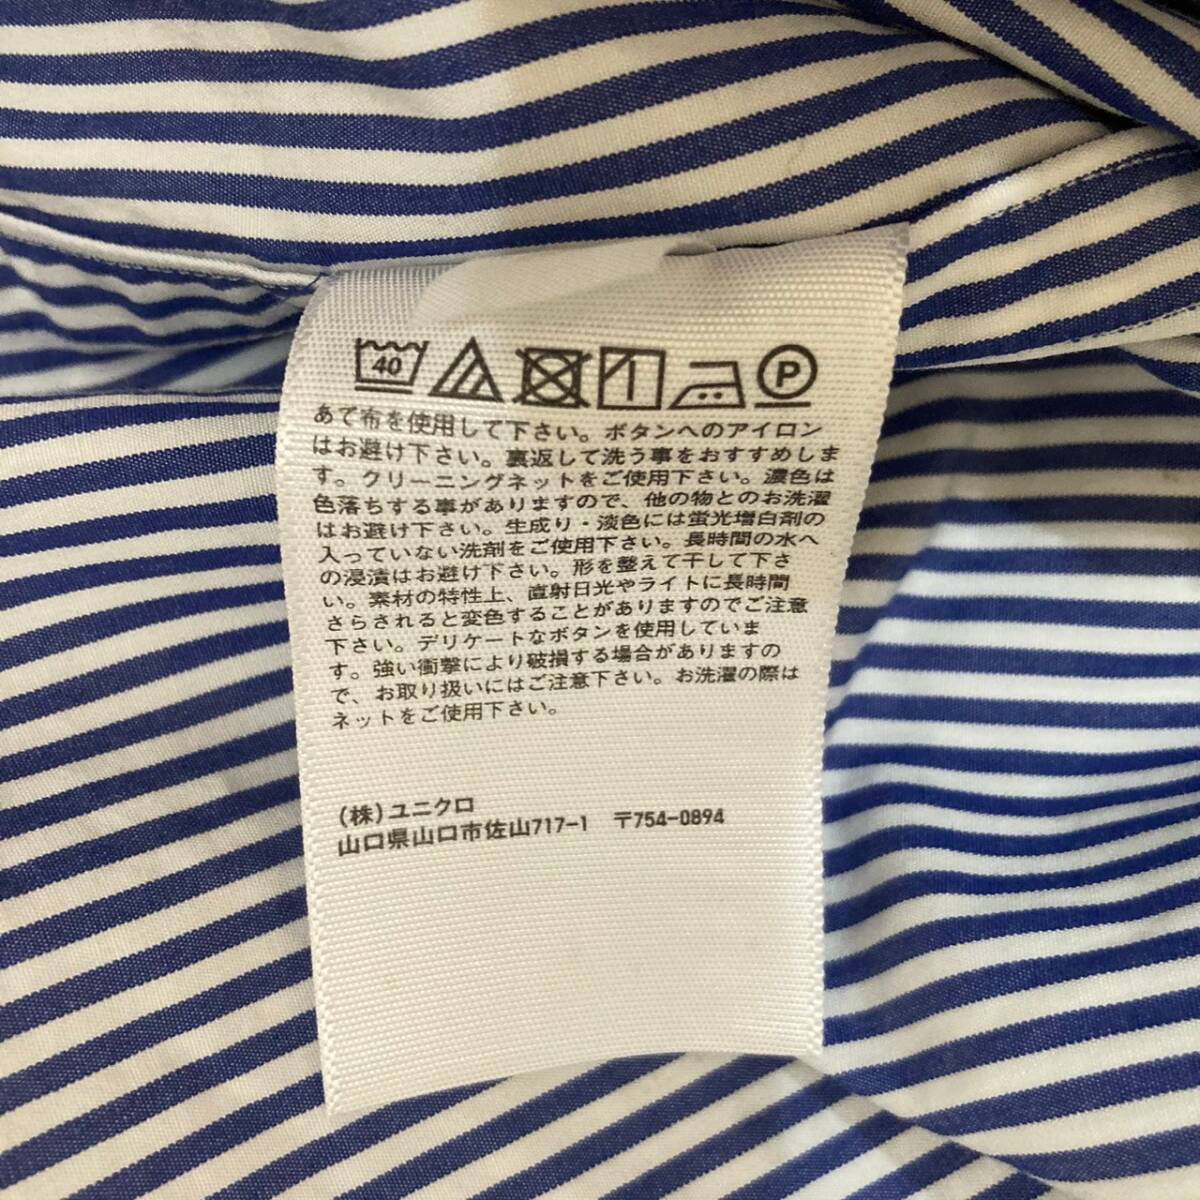 40 P
あて布を使用して下さい。ボタンへのアイロン
はお避け下さい。裏返して洗う事をおすすめしま
す。クリーニングネットをご使用下さい。濃色は
色落ちする事がありますので、他の物とのお洗濯
はお避け下さい。生成り・淡色には蛍光増白剤の
入っていない洗剤をご使用下さい。長時間の水へ
の浸漬はお避け下さい。形を整えて干して下さ
い。素材の特性上、直射日光やライトに長時間
さらされると変色することがありますのでご注意
下さい。デリケートなボタンを使用していま
す。強い衝撃により破損する場合がありますの
で、お取り扱いにはご注意下さい。お洗濯の際は
ネットをご使用下さい。
(株)ユニクロ
山口県山口市佐山717-1 〒754-0894